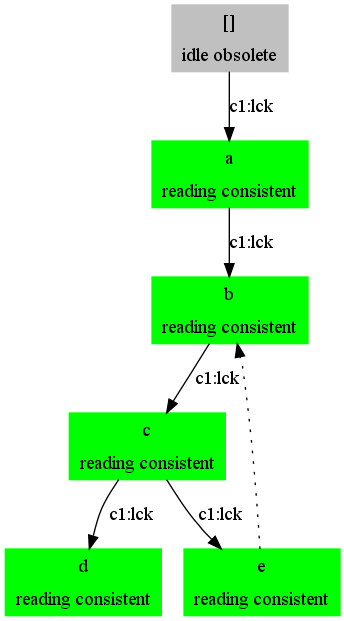 []
idle obsolete
c1:lck
a
reading consistent
c1:lck
b
reading consistent
c1:lck
c
reading consistent
c1:lck
c1:lck
d
reading consistent
e
reading consistent